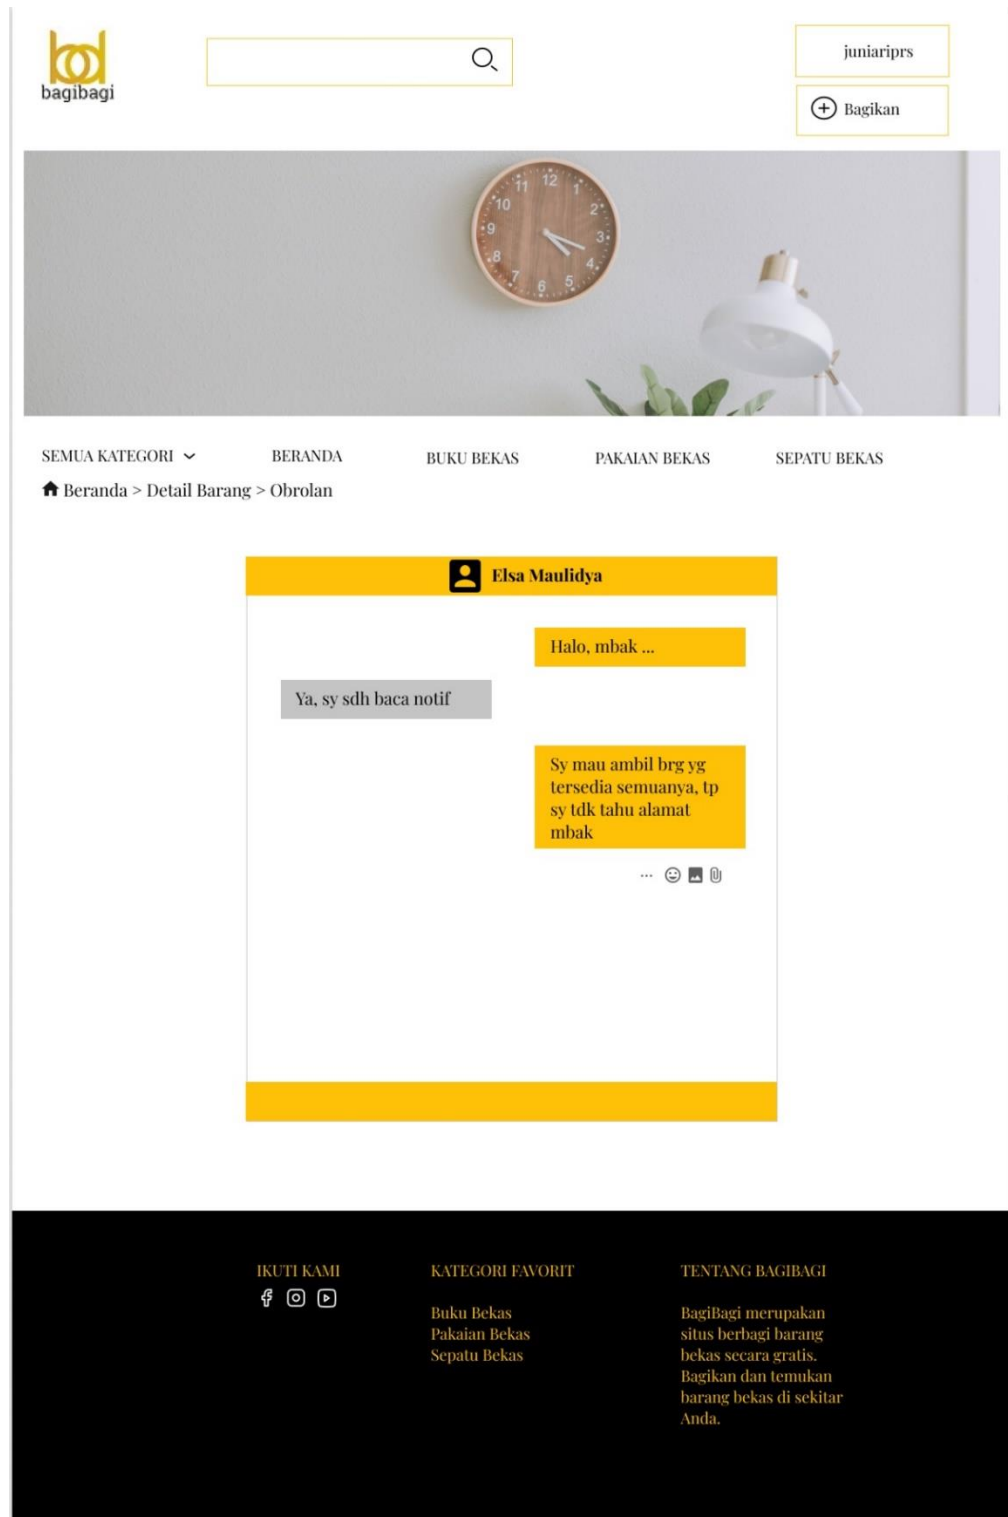 bagibagi
juniariprs
Bagikan
11 12 1
10 2
9 3
8 4
7 6 5
SEMUA KATEGORI BERANDA BUKU BEKAS PAKAIAN BEKAS SEPATU BEKAS
Beranda > Detail Barang > Obrolan
Elsa Maulidya
Halo, mbak ...
Ya, sy sdh baca notif
Sy mau ambil brg yg
tersedia semuanya, tp
sy tdk tahu alamat
mbak
...
IKUTI KAMI
KATEGORI FAVORIT
Buku Bekas
Pakaian Bekas
Sepatu Bekas
TENTANG BAGIBAGI
BagiBagi merupakan
situs berbagi barang
bekas secara gratis.
Bagikan dan temukan
barang bekas di sekitar
Anda.